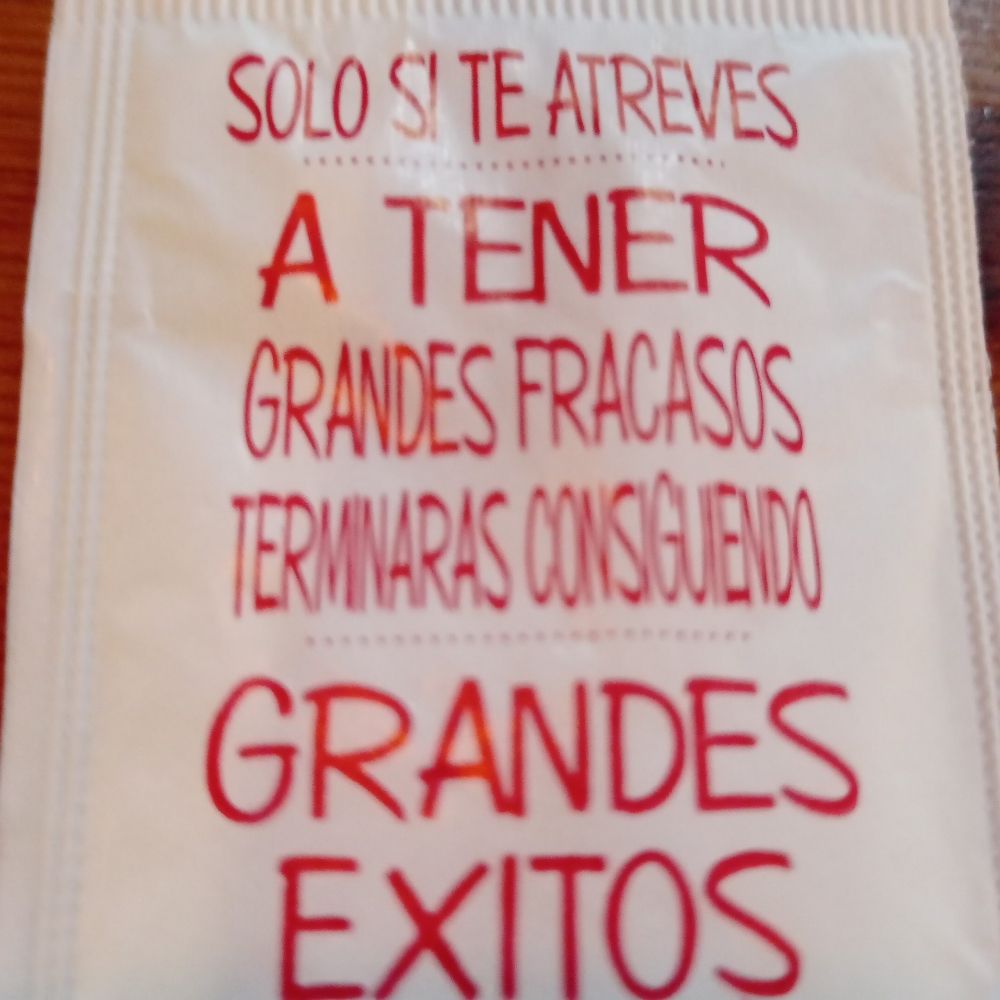 SOLO SI TE ATREVES
A TENER
GRANDES FRACASOS
TERMINARAS CONSIGUIENDO
GRANDES
EXITOS